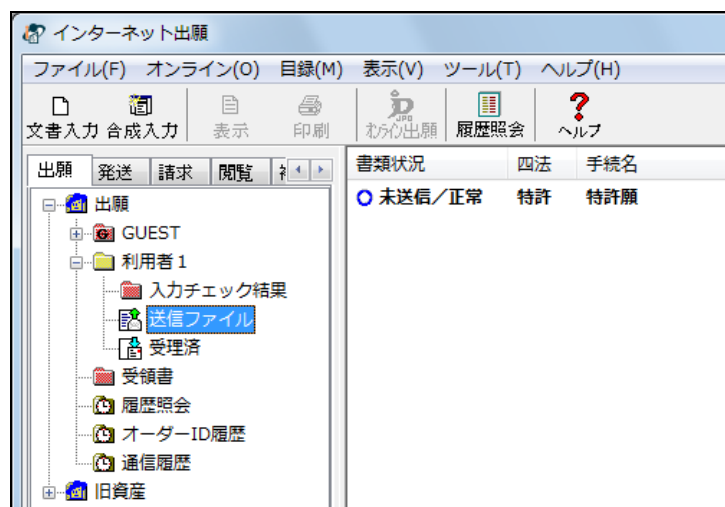 インターネット出願
ファイル(F) オンライン(O) 目録(M) 表示(V) ツール(T) ヘルプ(H)
文書入力 合成入力 表示 印刷 オンライン出願 履歴照会 ヘルプ
出願 発送 請求 閲覧
書類状況 四法 手続名
未送信／正常 特許 特許願
出願
GUEST
利用者１
入力チェック結果
送信ファイル
受理済
受領書
履歴照会
オーダーID履歴
通信履歴
旧資産